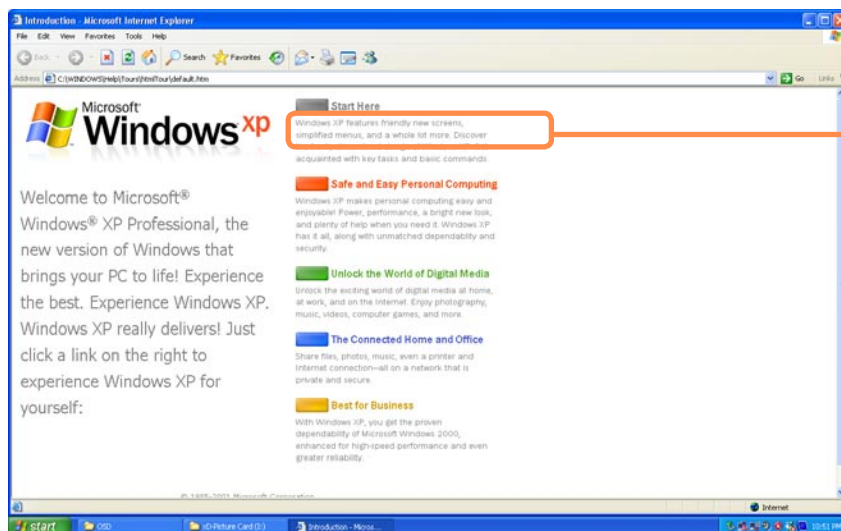 Introduction - Microsoft Internet Explorer
File Edit View Favorites Tools Help
Back Search Favorites
Address C:\WINDOWS\Help\Tours\htmlTour\default.htm Go Links
Microsoft
Windows xp
Welcome to Microsoft®
Windows® XP Professional, the
new version of Windows that
brings your PC to life! Experience
the best. Experience Windows XP.
Windows XP really delivers! Just
click a link on the right to
experience Windows XP for
yourself:
Start Here
Windows XP features friendly new screens,
simplified menus, and a whole lot more. Discover
acquainted with key tasks and basic commands.
Safe and Easy Personal Computing
Windows XP makes personal computing easy and
enjoyable! Power, performance, a bright new look,
and plenty of help when you need it. Windows XP
has it all, along with unmatched dependability and
security.
Unlock the World of Digital Media
Unlock the exciting world of digital media at home,
at work, and on the Internet. Enjoy photography,
music, videos, computer games, and more.
The Connected Home and Office
Share files, photos, music, even a printer and
Internet connection—all on a network that is
private and secure.
Best for Business
With Windows XP, you get the proven
dependability of Microsoft Windows 2000,
enhanced for high-speed performance and even
greater reliability.
© 1985-2001 Microsoft Corporation
Internet
start OSD xD-Picture Card (I:) Introduction - Micros... 10:51 PM